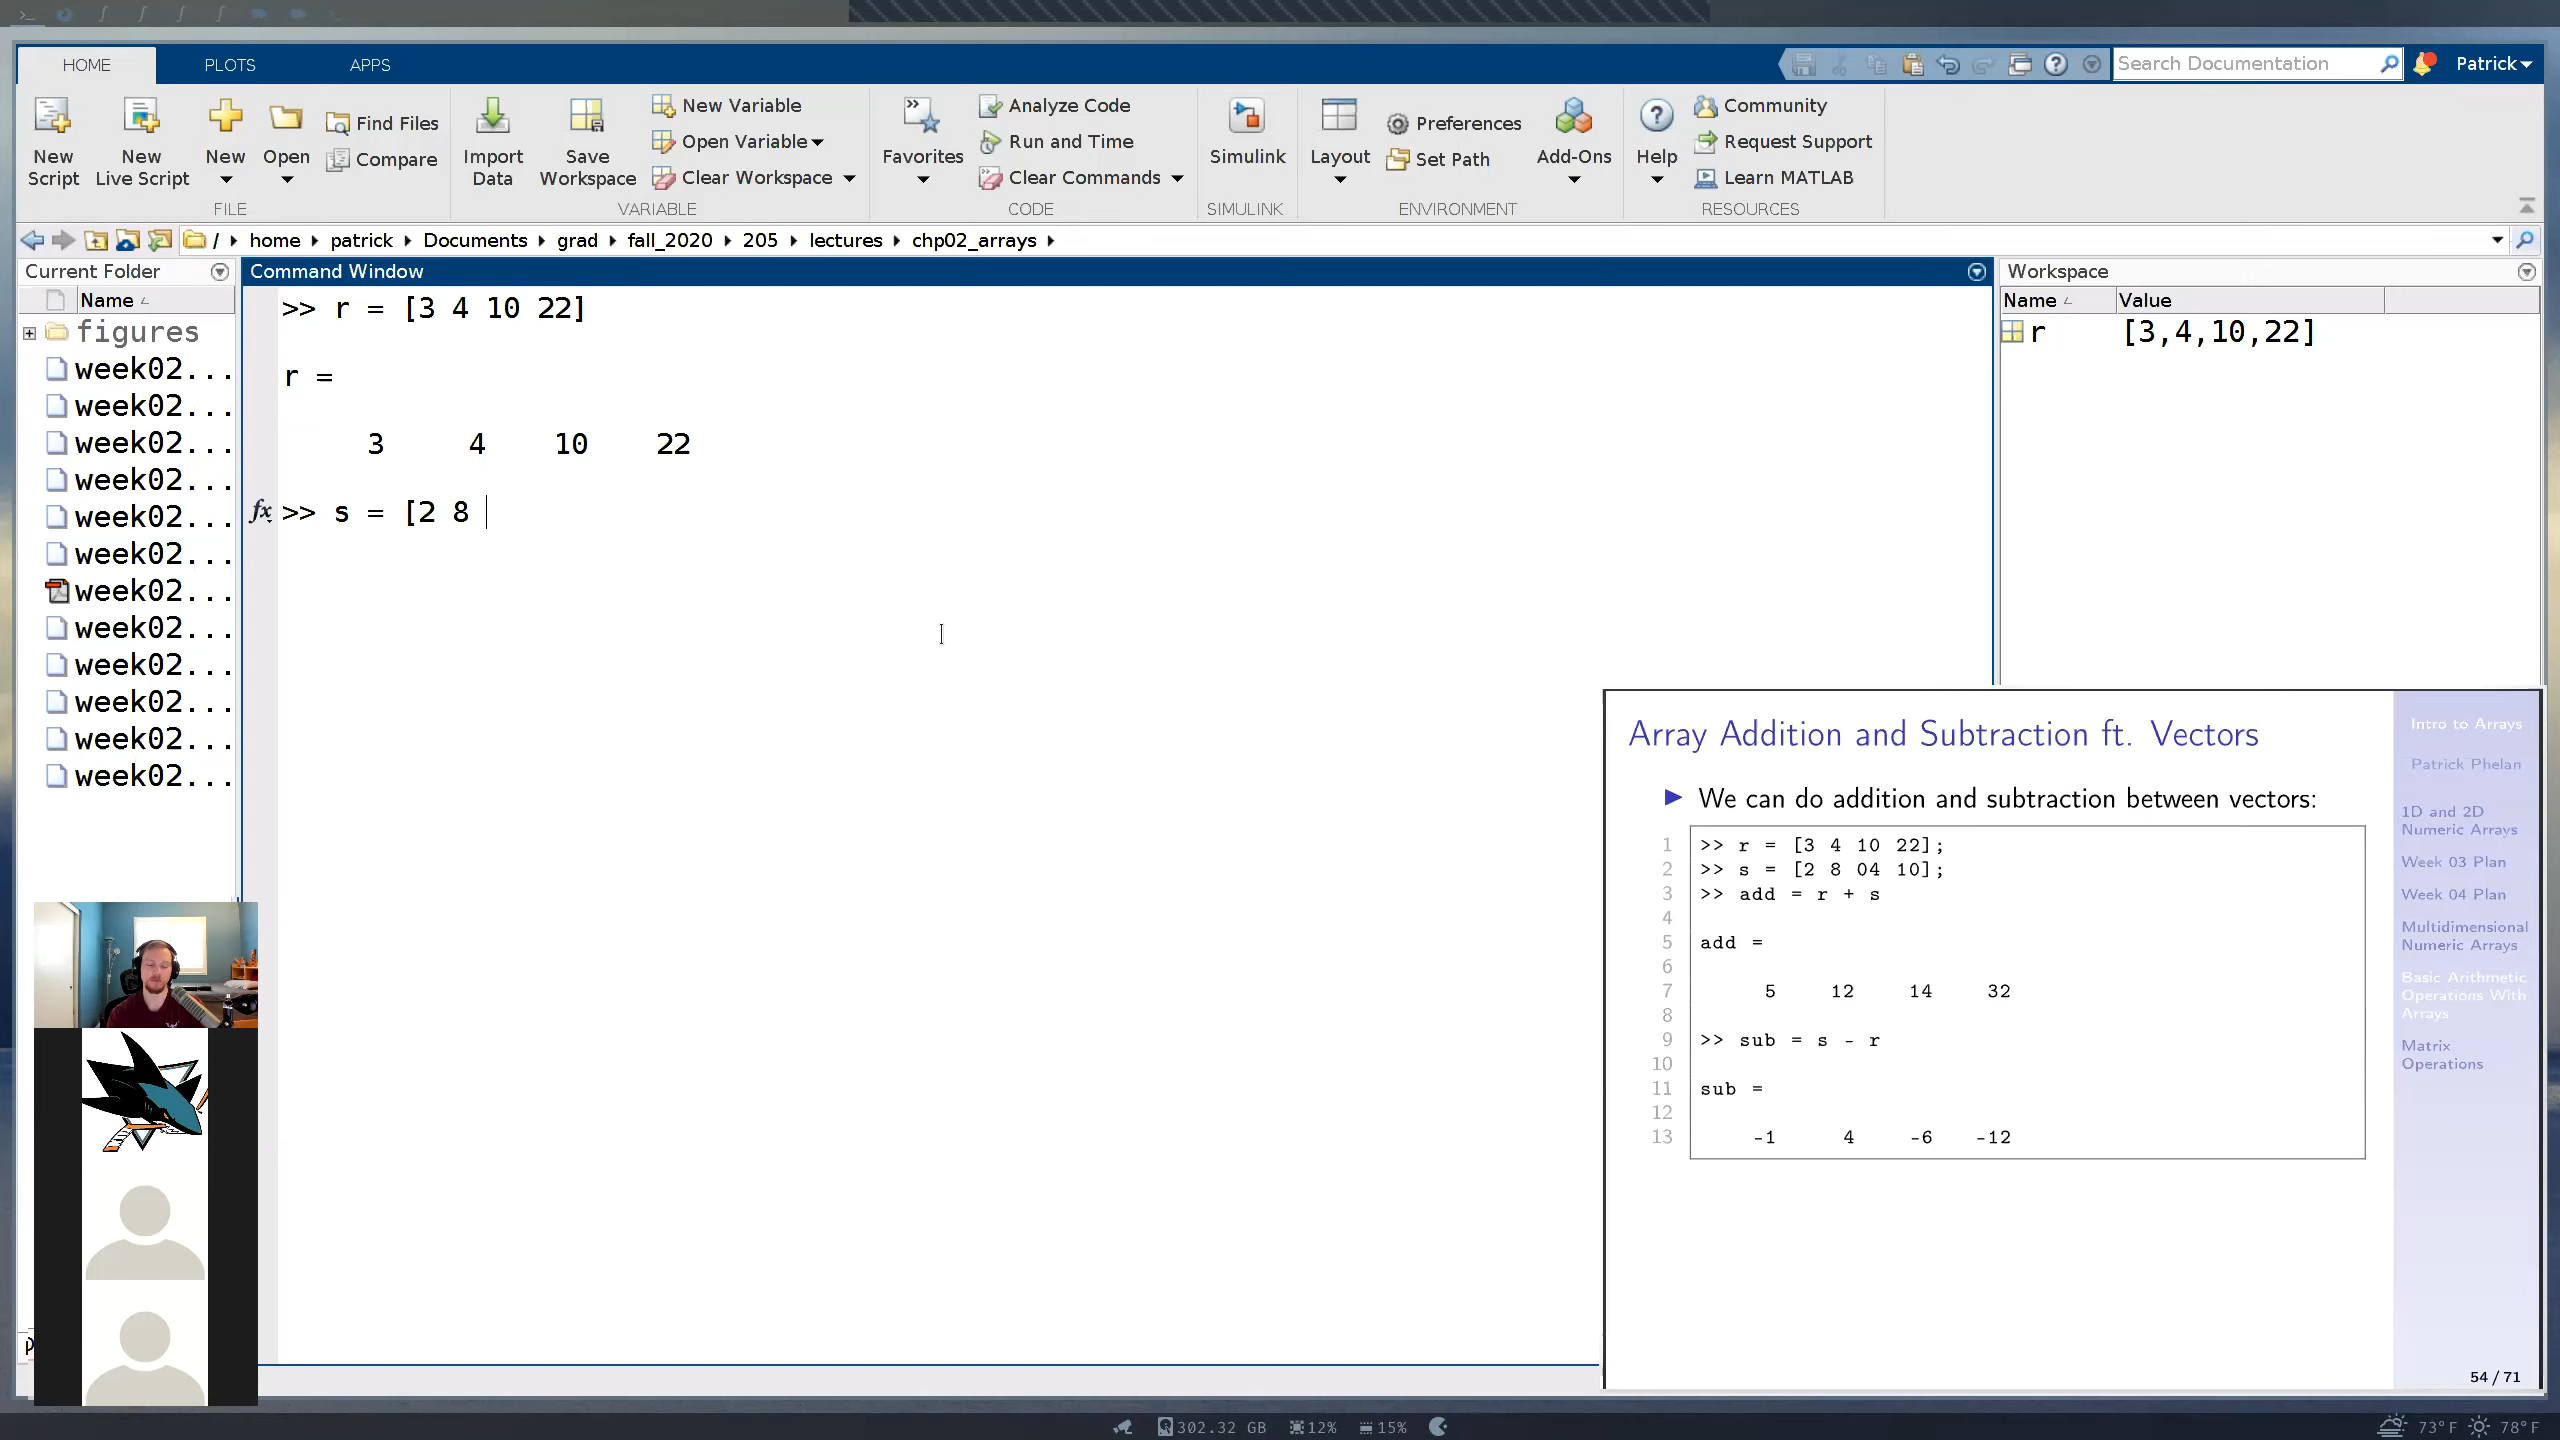 HOME PLOTS APPS
Search Documentation
Patrick
New Script
New Live Script
New
Open
Find Files
Compare
Import Data
Save Workspace
New Variable
Open Variable
Clear Workspace
Favorites
Analyze Code
Run and Time
Clear Commands
Simulink
Layout
Preferences
Set Path
Add-Ons
Help
Community
Request Support
Learn MATLAB
FILE VARIABLE CODE SIMULINK ENVIRONMENT RESOURCES
/ home patrick Documents grad fall_2020 205 lectures chp02_arrays
Current Folder
Name
figures
week02...
week02...
week02...
week02...
week02...
week02...
week02...
week02...
week02...
week02...
week02...
week02...
Command Window
>> r = [3 4 10 22]
r =
3 4 10 22
fx >> s = [2 8
Workspace
Name Value
r [3,4,10,22]
Array Addition and Subtraction ft. Vectors
We can do addition and subtraction between vectors:
1 >> r = [3 4 10 22];
2 >> s = [2 8 04 10];
3 >> add = r + s
4
5 add =
6
7 5 12 14 32
8
9 >> sub = s - r
10
11 sub =
12
13 -1 4 -6 -12
Intro to Arrays
Patrick Phelan
1D and 2D
Numeric Arrays
Week 03 Plan
Week 04 Plan
Multidimensional
Numeric Arrays
Basic Arithmetic
Operations With
Arrays
Matrix
Operations
54 / 71
302.32 GB 12% 15%
73°F 78°F